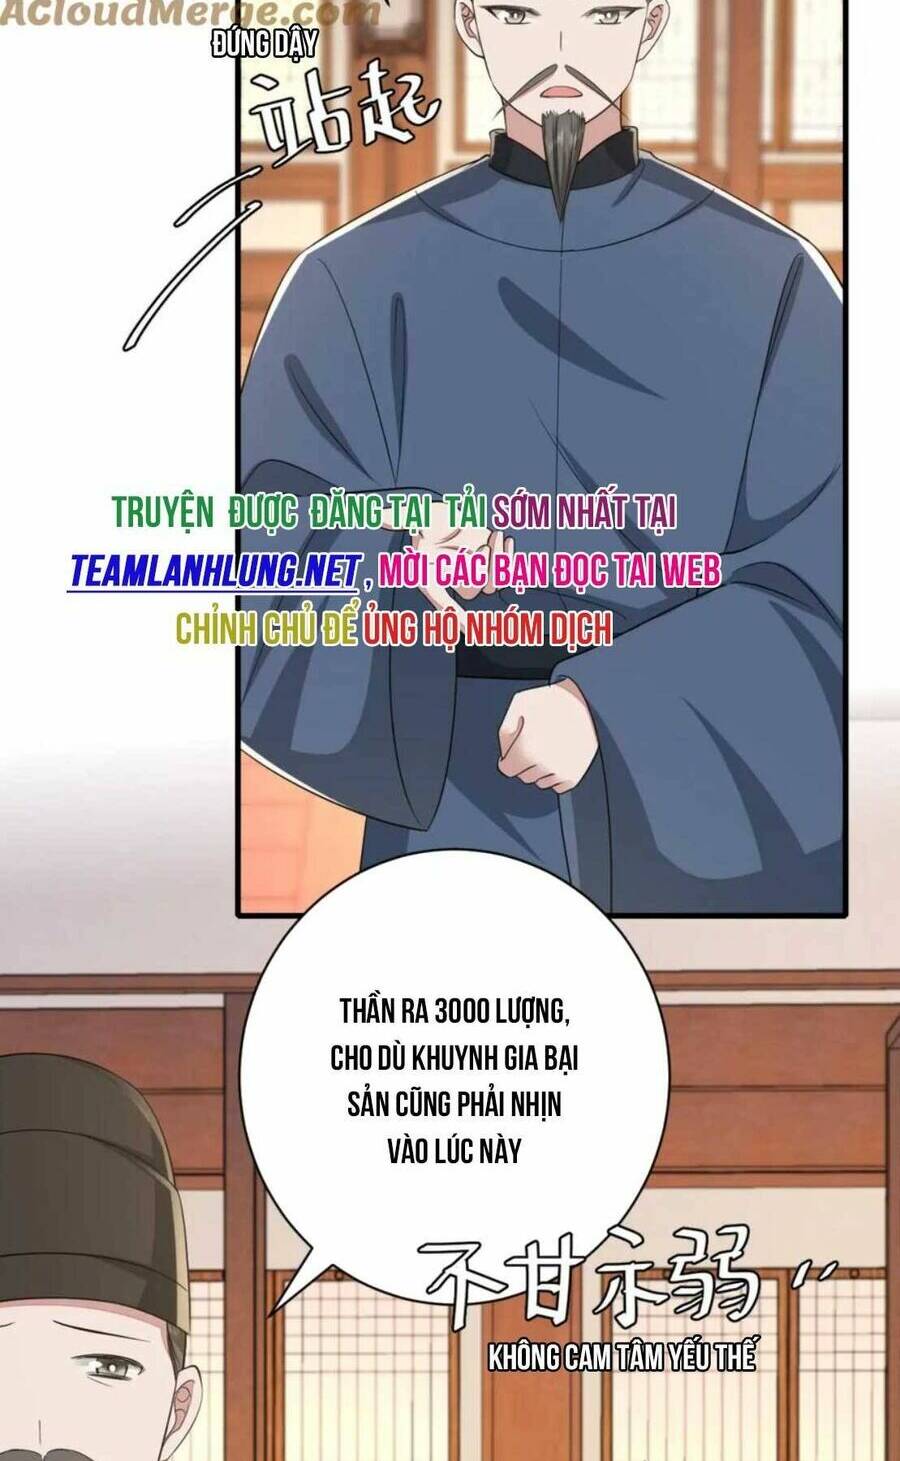 ACloudMerge.com
ĐỨNG DẬY
站起
TRUYỆN ĐƯỢC ĐĂNG TẠI TẢI SỚM NHẤT TẠI
TEAMLANHLUNG.NET , MỜI CÁC BẠN ĐỌC TAI WEB
CHỈNH CHỦ ĐỂ ỦNG HỘ NHÓM DỊCH
THẦN RA 3000 LƯỢNG,
CHO DÙ KHUYNH GIA BẠI
SẢN CŨNG PHẢI NHỊN
VÀO LÚC NÀY
不甘示弱
KHÔNG CAM TÂM YẾU THẾ